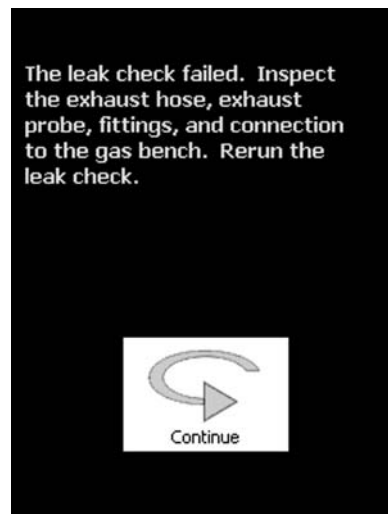 The leak check failed.  Inspect
the exhaust hose, exhaust
probe, fittings, and connection
to the gas bench.  Rerun the
leak check.
Continue